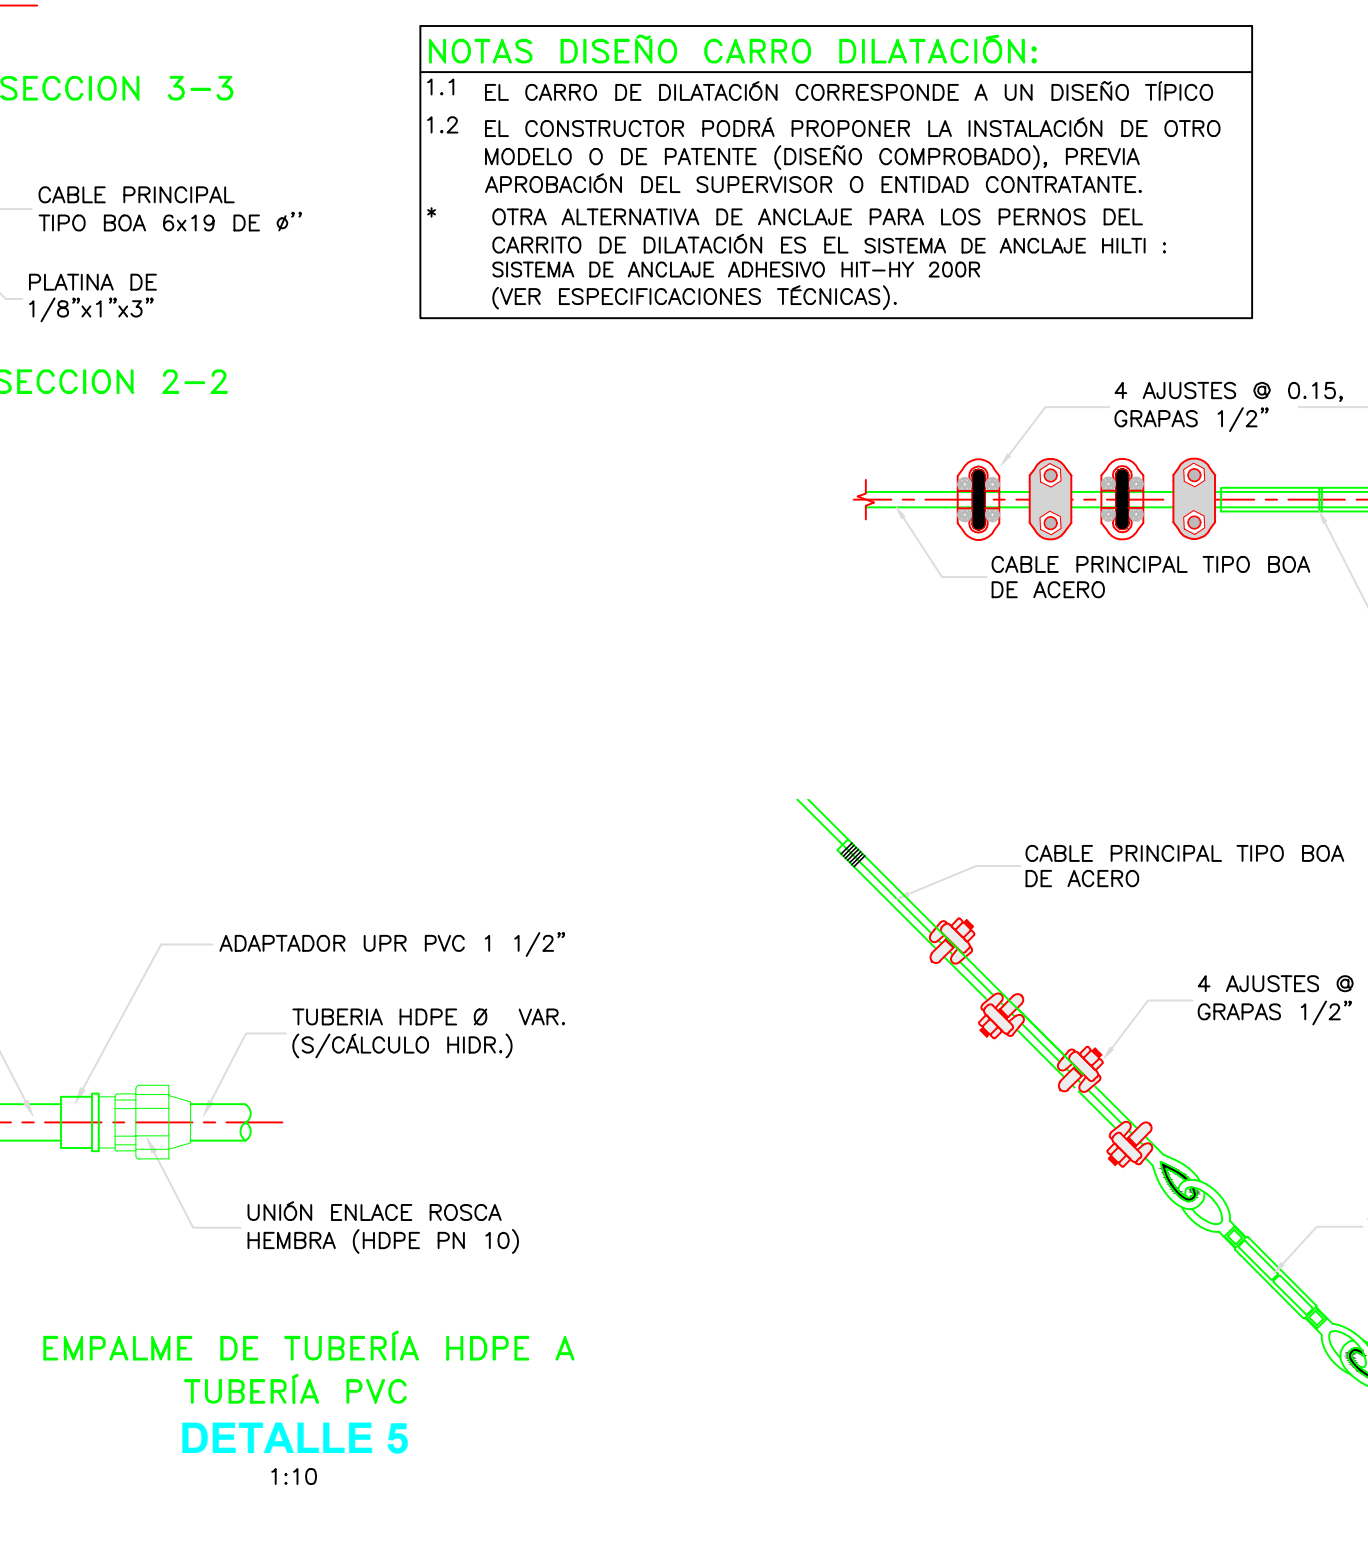 SECCION 3-3
CABLE PRINCIPAL
TIPO BOA 6x19 DE ø''
PLATINA DE
1/8"x1"x3"
SECCION 2-2
NOTAS DISEÑO CARRO DILATACIÓN:
1.1 EL CARRO DE DILATACIÓN CORRESPONDE A UN DISEÑO TÍPICO
1.2 EL CONSTRUCTOR PODRÁ PROPONER LA INSTALACIÓN DE OTRO
MODELO O DE PATENTE (DISEÑO COMPROBADO), PREVIA
APROBACIÓN DEL SUPERVISOR O ENTIDAD CONTRATANTE.
* OTRA ALTERNATIVA DE ANCLAJE PARA LOS PERNOS DEL
CARRITO DE DILATACIÓN ES EL SISTEMA DE ANCLAJE HILTI :
SISTEMA DE ANCLAJE ADHESIVO HIT-HY 200R
(VER ESPECIFICACIONES TÉCNICAS).
4 AJUSTES @ 0.15,
GRAPAS 1/2"
CABLE PRINCIPAL TIPO BOA
DE ACERO
CABLE PRINCIPAL TIPO BOA
DE ACERO
4 AJUSTES @
GRAPAS 1/2"
ADAPTADOR UPR PVC 1 1/2"
TUBERIA HDPE Ø VAR.
(S/CÁLCULO HIDR.)
UNIÓN ENLACE ROSCA
HEMBRA (HDPE PN 10)
EMPALME DE TUBERÍA HDPE A
TUBERÍA PVC
DETALLE 5
1:10